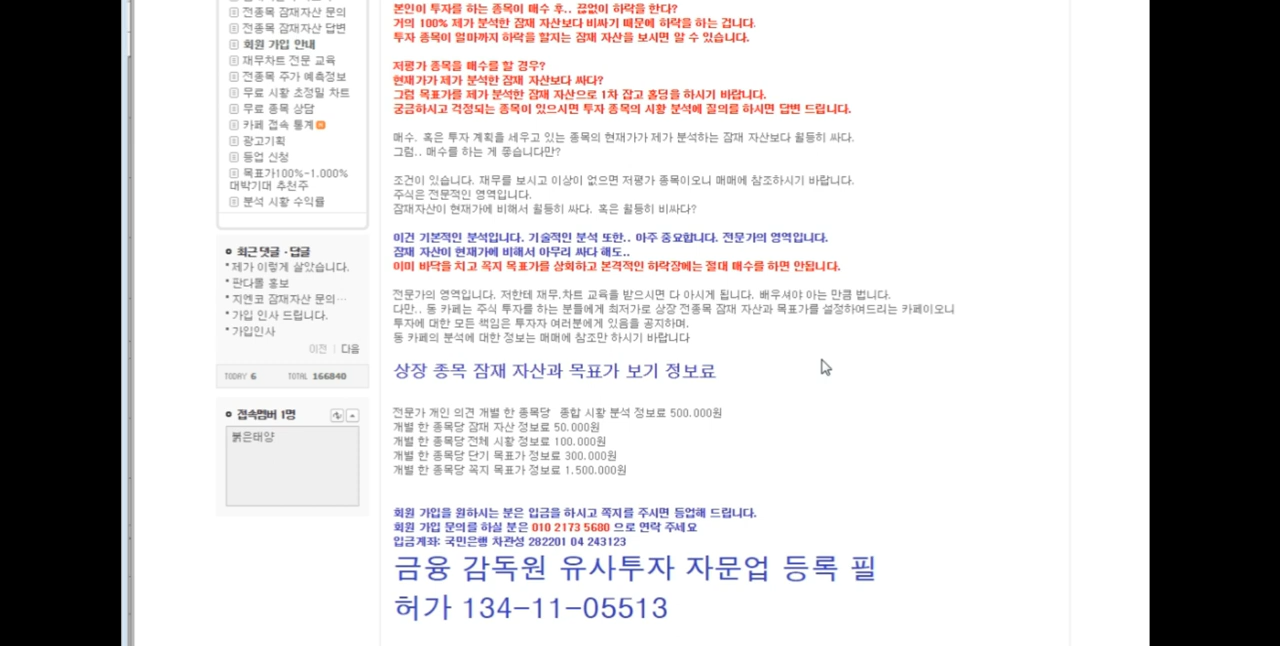 전종목 잠재자산 문의
전종목 잠재자산 답변
회원 가입 안내
재무차트 전문 교육
전종목 주가 예측정보
무료 시황 초정밀 차트
무료 종목 상담
카페 접속 통계
광고기획
등업 신청
목표가100%-1.000%
대박기대 추천주
분석 시황 수익률
최근 댓글·답글
제가 이렇게 살았습니다.
판다롤 홍보
지엔코 잠재자산 문의…
가입 인사 드립니다.
가입인사
이전 | 다음
TODAY 6 TOTAL 166840
접속멤버 1명
붉은태양
본인이 투자를 하는 종목이 매수 후.. 끊없이 하락을 한다?
거의 100% 제가 분석한 잠재 자산보다 비싸기 때문에 하락을 하는 겁니다.
투자 종목이 얼마까지 하락을 할지는 잠재 자산을 보시면 알 수 있습니다.
저평가 종목을 매수를 할 경우?
현재가가 제가 분석한 잠재 자산보다 싸다?
그럼 목표가를 제가 분석한 잠재 자산으로 1차 잡고 홀딩을 하시기 바랍니다.
궁금하시고 걱정되는 종목이 있으시면 투자 종목의 시황 분석에 질의를 하시면 답변 드립니다.
매수. 혹은 투자 계획을 세우고 있는 종목의 현재가가 제가 분석하는 잠재 자산보다 월등히 싸다.
그럼.. 매수를 하는 게 좋습니다만?
조건이 있습니다. 재무를 보시고 이상이 없으면 저평가 종목이오니 매매에 참조하시기 바랍니다.
주식은 전문적인 영역입니다.
잠재자산이 현재가에 비해서 월등히 싸다. 혹은 월등히 비싸다?
이건 기본적인 분석입니다. 기술적인 분석 또한.. 아주 중요합니다. 전문가의 영역입니다.
잠재 자산이 현재가에 비해서 아무리 싸다 해도..
이미 바닥을 치고 꼭지 목표가를 상회하고 본격적인 하락장에는 절대 매수를 하면 안됩니다.
전문가의 영역입니다. 저한테 재무.차트 교육을 받으시면 다 아시게 됩니다. 배우셔야 아는 만큼 법니다.
다만.. 동 카페는 주식 투자를 하는 분들에게 최저가로 상장 전종목 잠재 자산과 목표가를 설정하여드리는 카페이오니
투자에 대한 모든 책임은 투자자 여러분에게 있음을 공지하며.
동 카페의 분석에 대한 정보는 매매에 참조만 하시기 바랍니다
상장 종목 잠재 자산과 목표가 보기 정보료
전문가 개인 의견 개별 한 종목당 종합 시황 분석 정보료 500.000원
개별 한 종목당 잠재 자산 정보료 50.000원
개별 한 종목당 전체 시황 정보료 100.000원
개별 한 종목당 단기 목표가 정보료 300.000원
개별 한 종목당 꼭지 목표가 정보료 1.500.000원
회원 가입을 원하시는 분은 입금을 하시고 쪽지를 주시면 등업해 드립니다.
회원 가입 문의를 하실 분은 010 2173 5680 으로 연락 주세요
입금계좌: 국민은행 차관성 282201 04 243123
금융 감독원 유사투자 자문업 등록 필
허가 134-11-05513